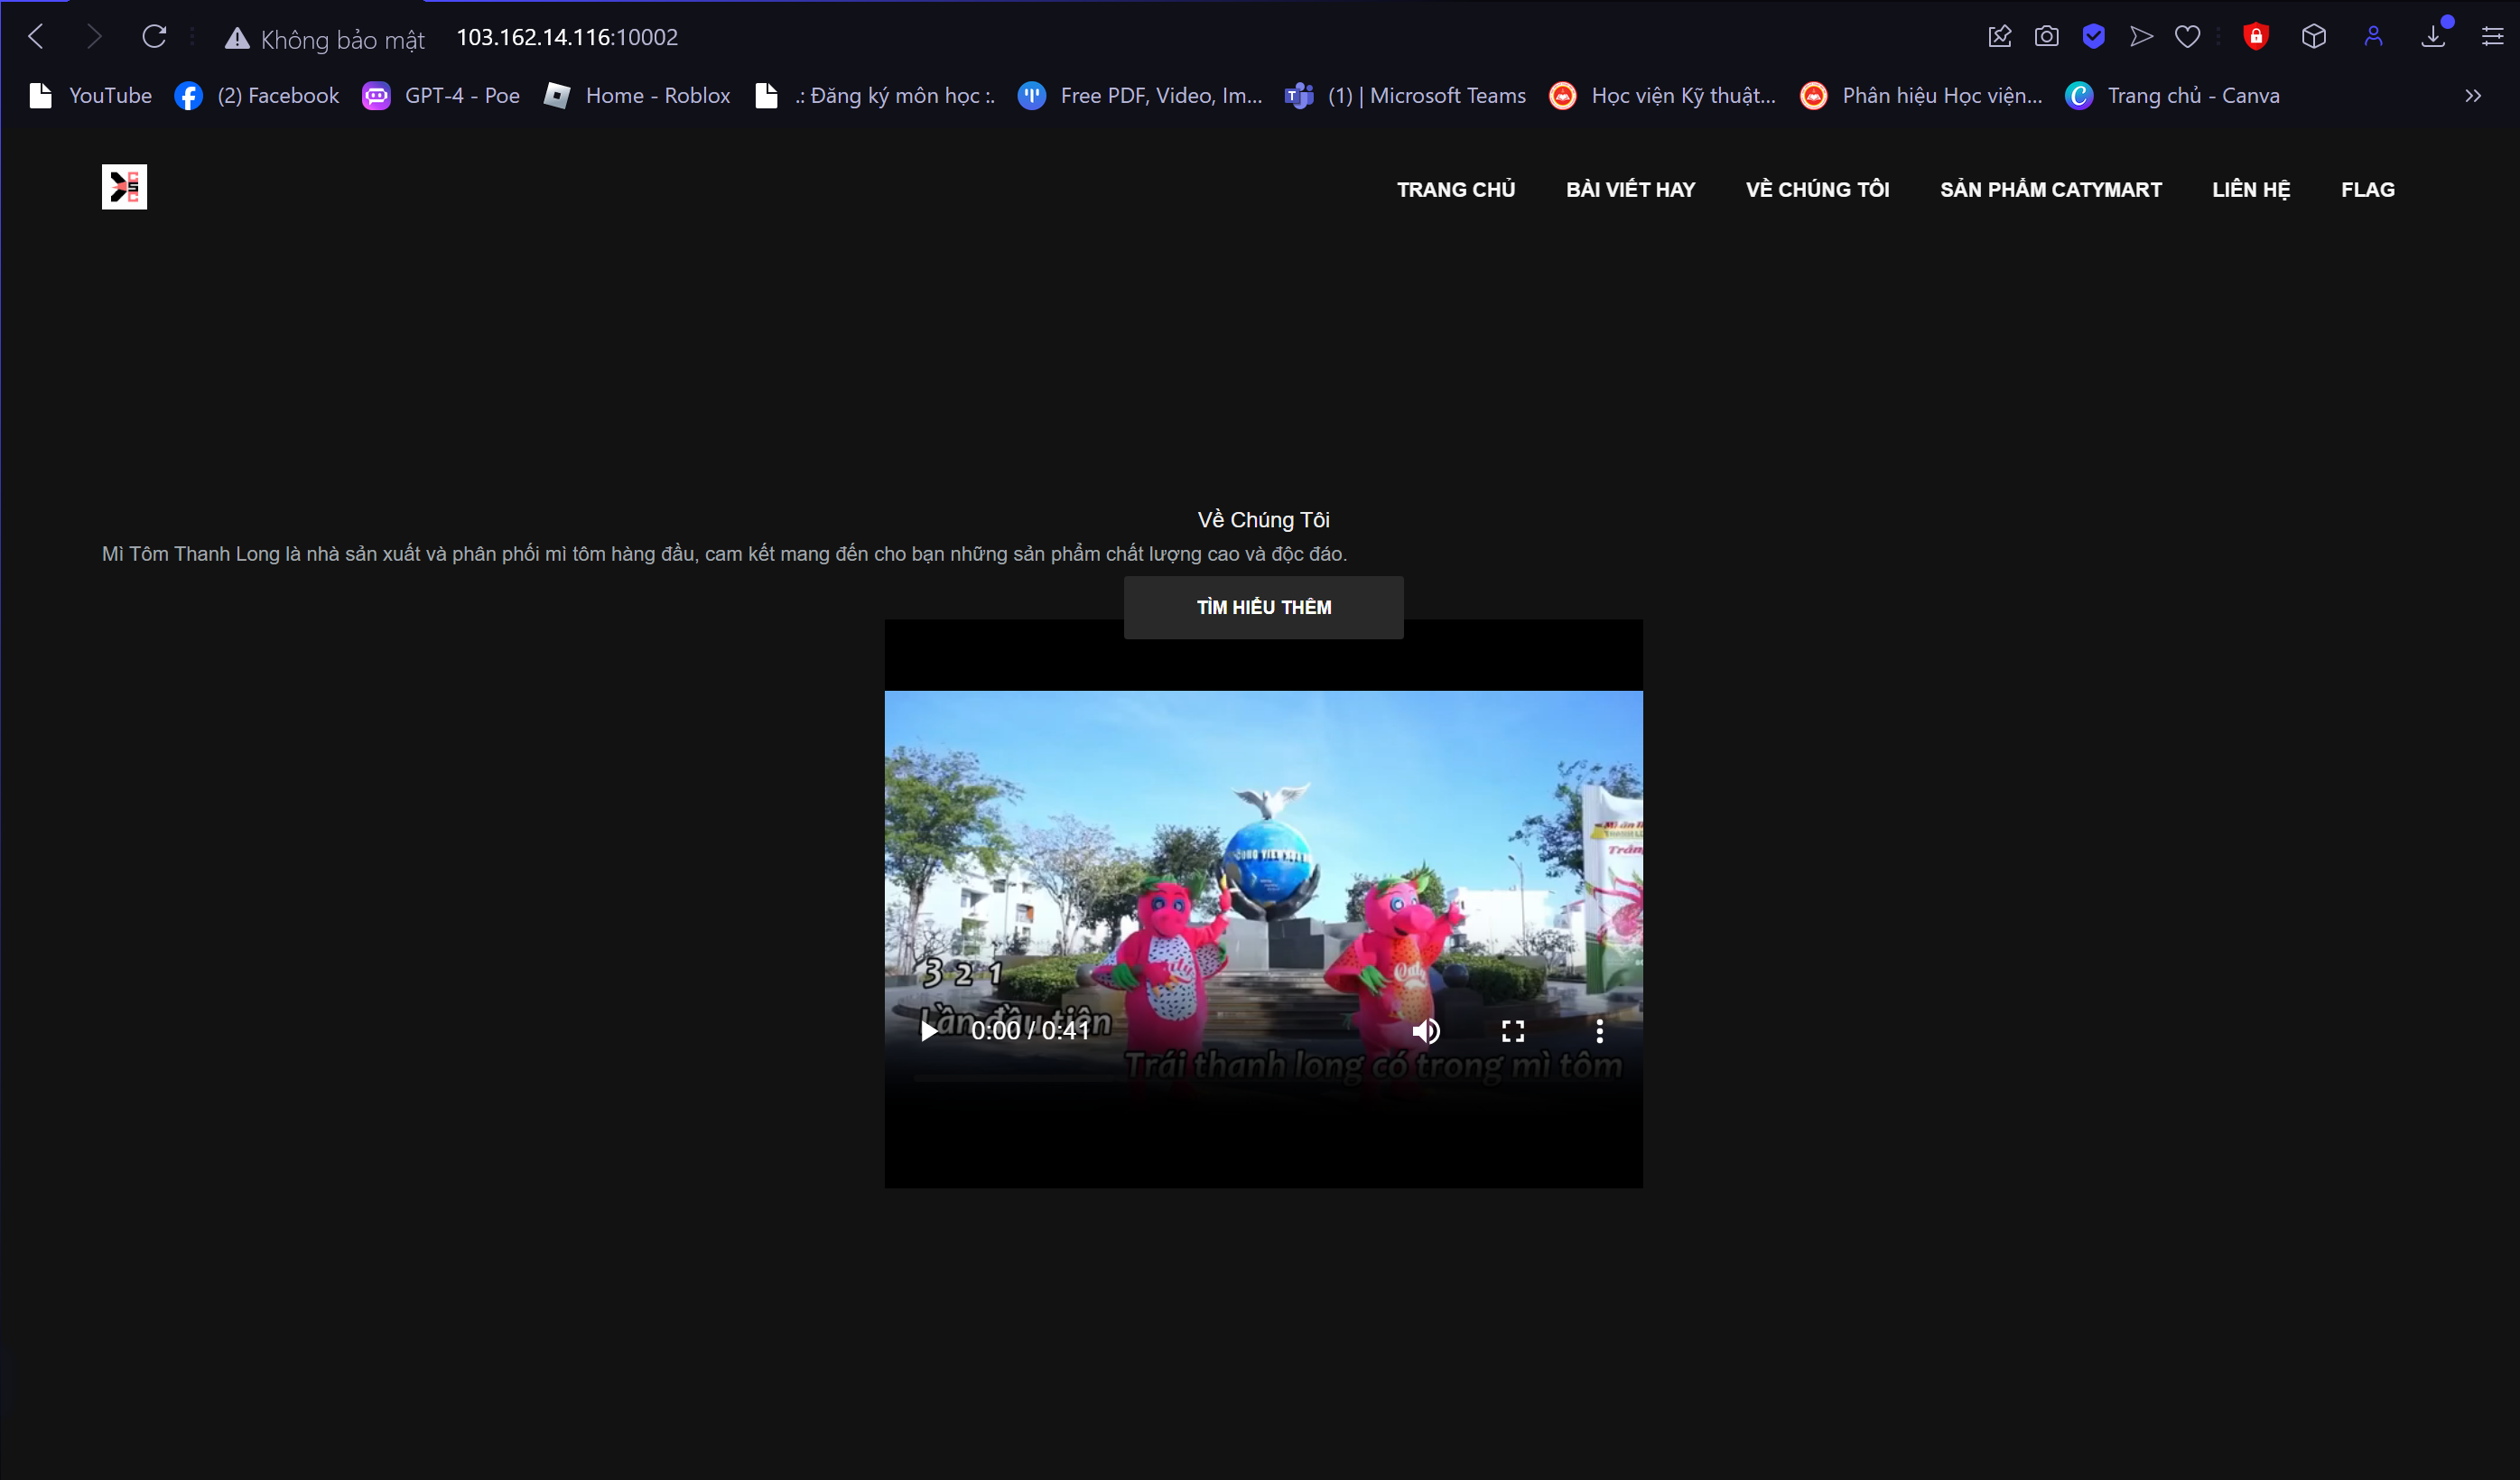 Không bảo mật 103.162.14.116:10002
YouTube (2) Facebook GPT-4 - Poe Home - Roblox .: Đăng ký môn học :. Free PDF, Video, Im... (1) | Microsoft Teams Học viện Kỹ thuật... Phân hiệu Học viện... Trang chủ - Canva
TRANG CHỦ BÀI VIẾT HAY VỀ CHÚNG TÔI SẢN PHẨM CATYMART LIÊN HỆ FLAG
Về Chúng Tôi
Mì Tôm Thanh Long là nhà sản xuất và phân phối mì tôm hàng đầu, cam kết mang đến cho bạn những sản phẩm chất lượng cao và độc đáo.
TÌM HIỂU THÊM
3 2 1
Lần đầu tiên
0:00 / 0:41
Trái thanh long có trong mì tôm